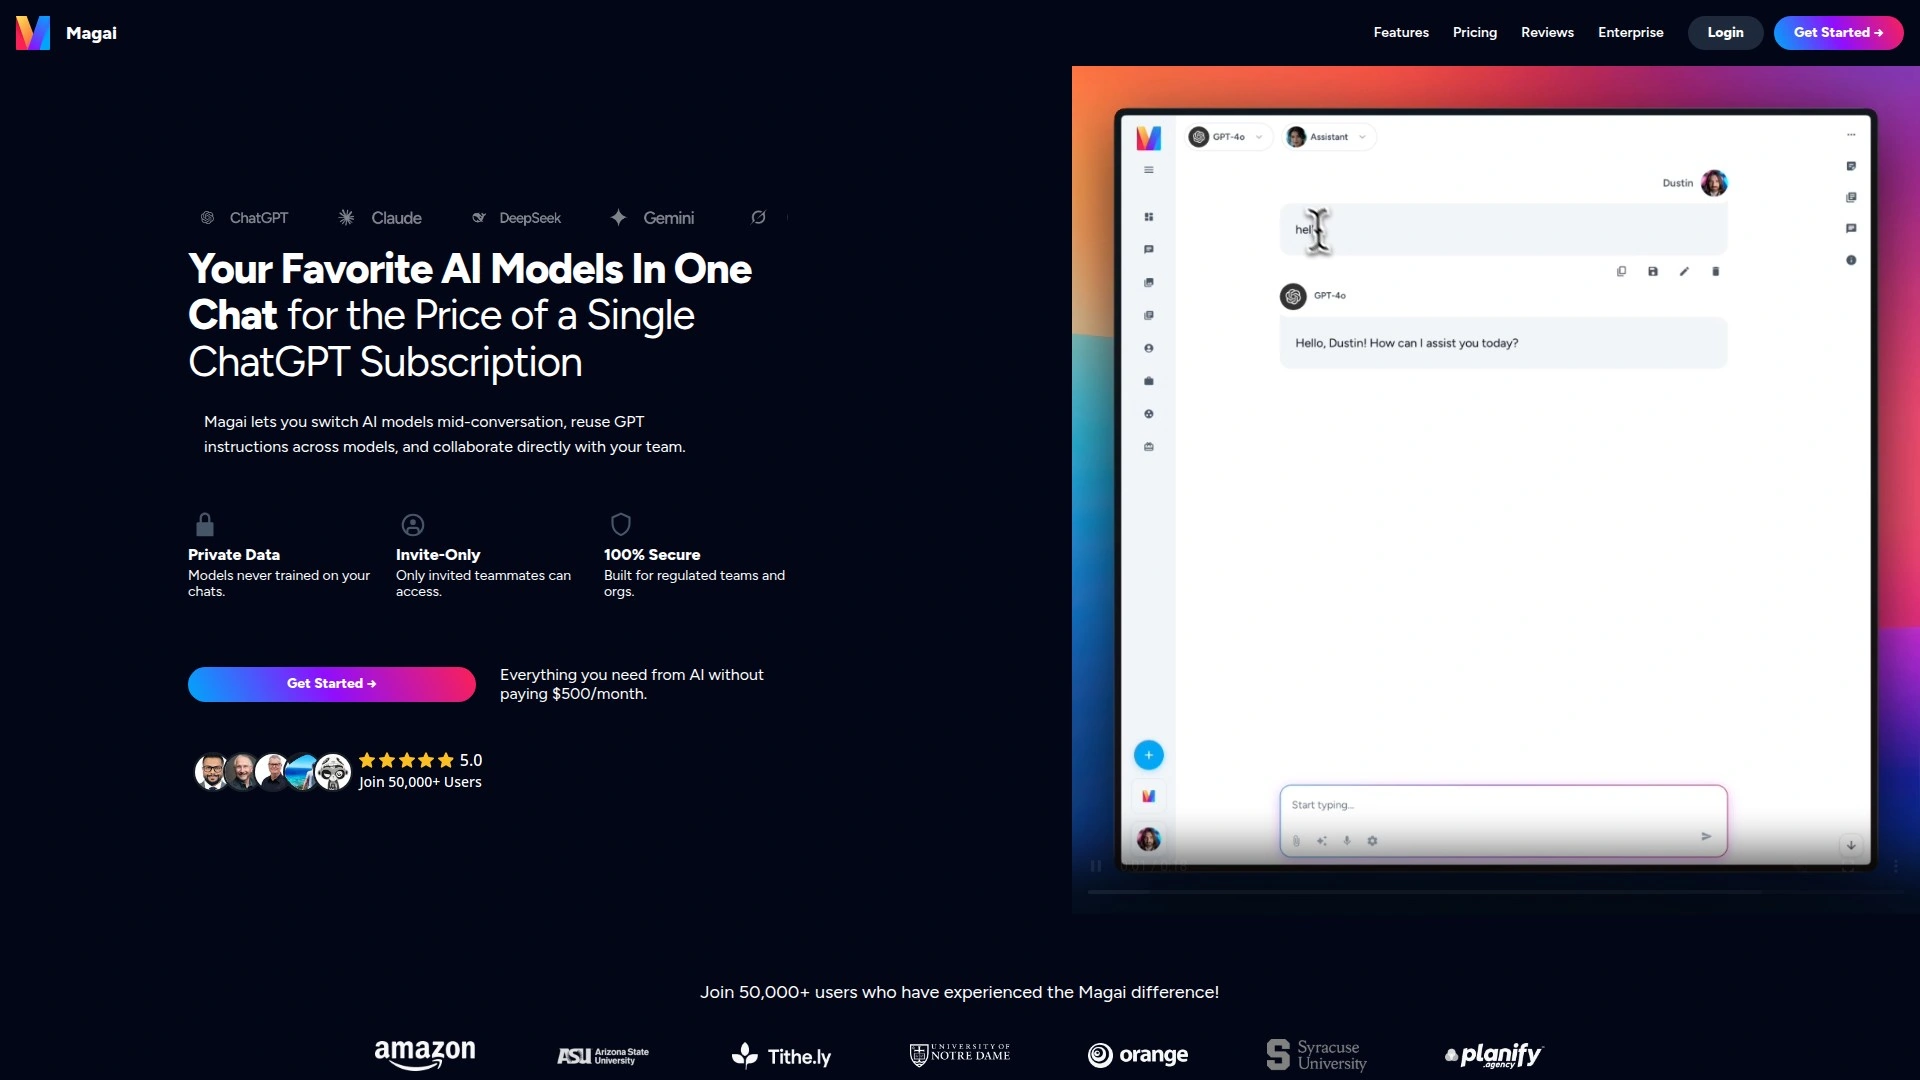 Magai
Features
Pricing
Reviews
Enterprise
Login
Get Started →
ChatGPT
Claude
DeepSeek
Gemini
Your Favorite AI Models In One
Chat for the Price of a Single
ChatGPT Subscription
Magai lets you switch AI models mid-conversation, reuse GPT
instructions across models, and collaborate directly with your team.
Private Data
Models never trained on your
chats.
Invite-Only
Only invited teammates can
access.
100% Secure
Built for regulated teams and
orgs.
Get Started →
Everything you need from AI without
paying $500/month.
5.0
Join 50,000+ Users
GPT-4o
Assistant
Dustin
GPT-4o
Hello, Dustin! How can I assist you today?
Start typing...
Join 50,000+ users who have experienced the Magai difference!
amazon
ASU Arizona State
University
Tithe.ly
UNIVERSITY OF
NOTRE DAME
orange
S Syracuse
University
planify
.agency